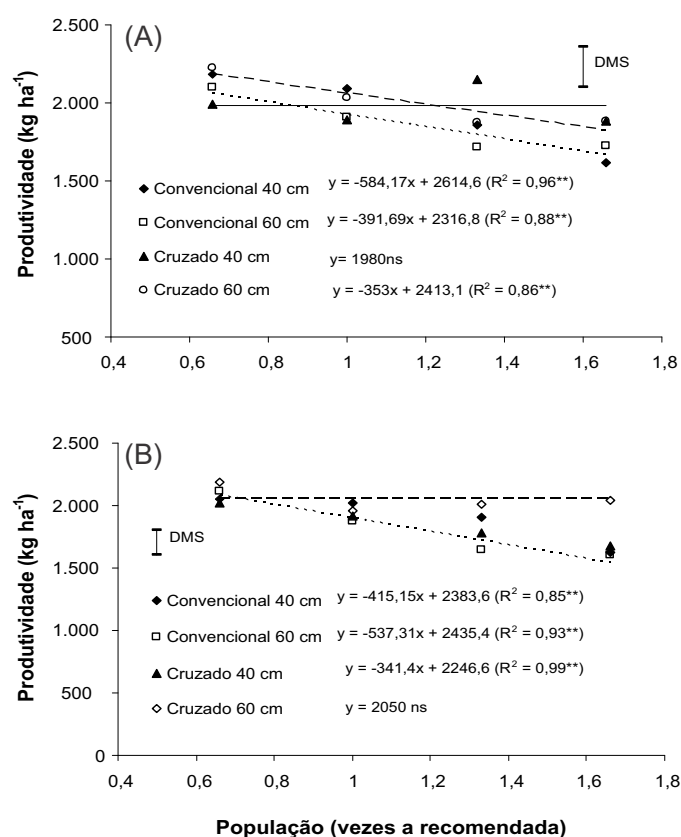 (A)
2.500
DMS
2.000
1.500
1.000
500
Produtividade (kg ha⁻¹)
Convencional 40 cm y = -584,17x + 2614,6 (R² = 0,96**)
Convencional 60 cm y = -391,69x + 2316,8 (R² = 0,88**)
Cruzado 40 cm y= 1980ns
Cruzado 60 cm y = -353x + 2413,1 (R² = 0,86**)
0,4 0,6 0,8 1 1,2 1,4 1,6 1,8
(B)
2.500
2.000
DMS
1.500
1.000
500
0
Produtividade (kg ha⁻¹)
Convencional 40 cm y = -415,15x + 2383,6 (R² = 0,85**)
Convencional 60 cm y = -537,31x + 2435,4 (R² = 0,93**)
Cruzado 40 cm y = -341,4x + 2246,6 (R² = 0,99**)
Cruzado 60 cm y = 2050 ns
0,4 0,6 0,8 1 1,2 1,4 1,6 1,8
População (vezes a recomendada)